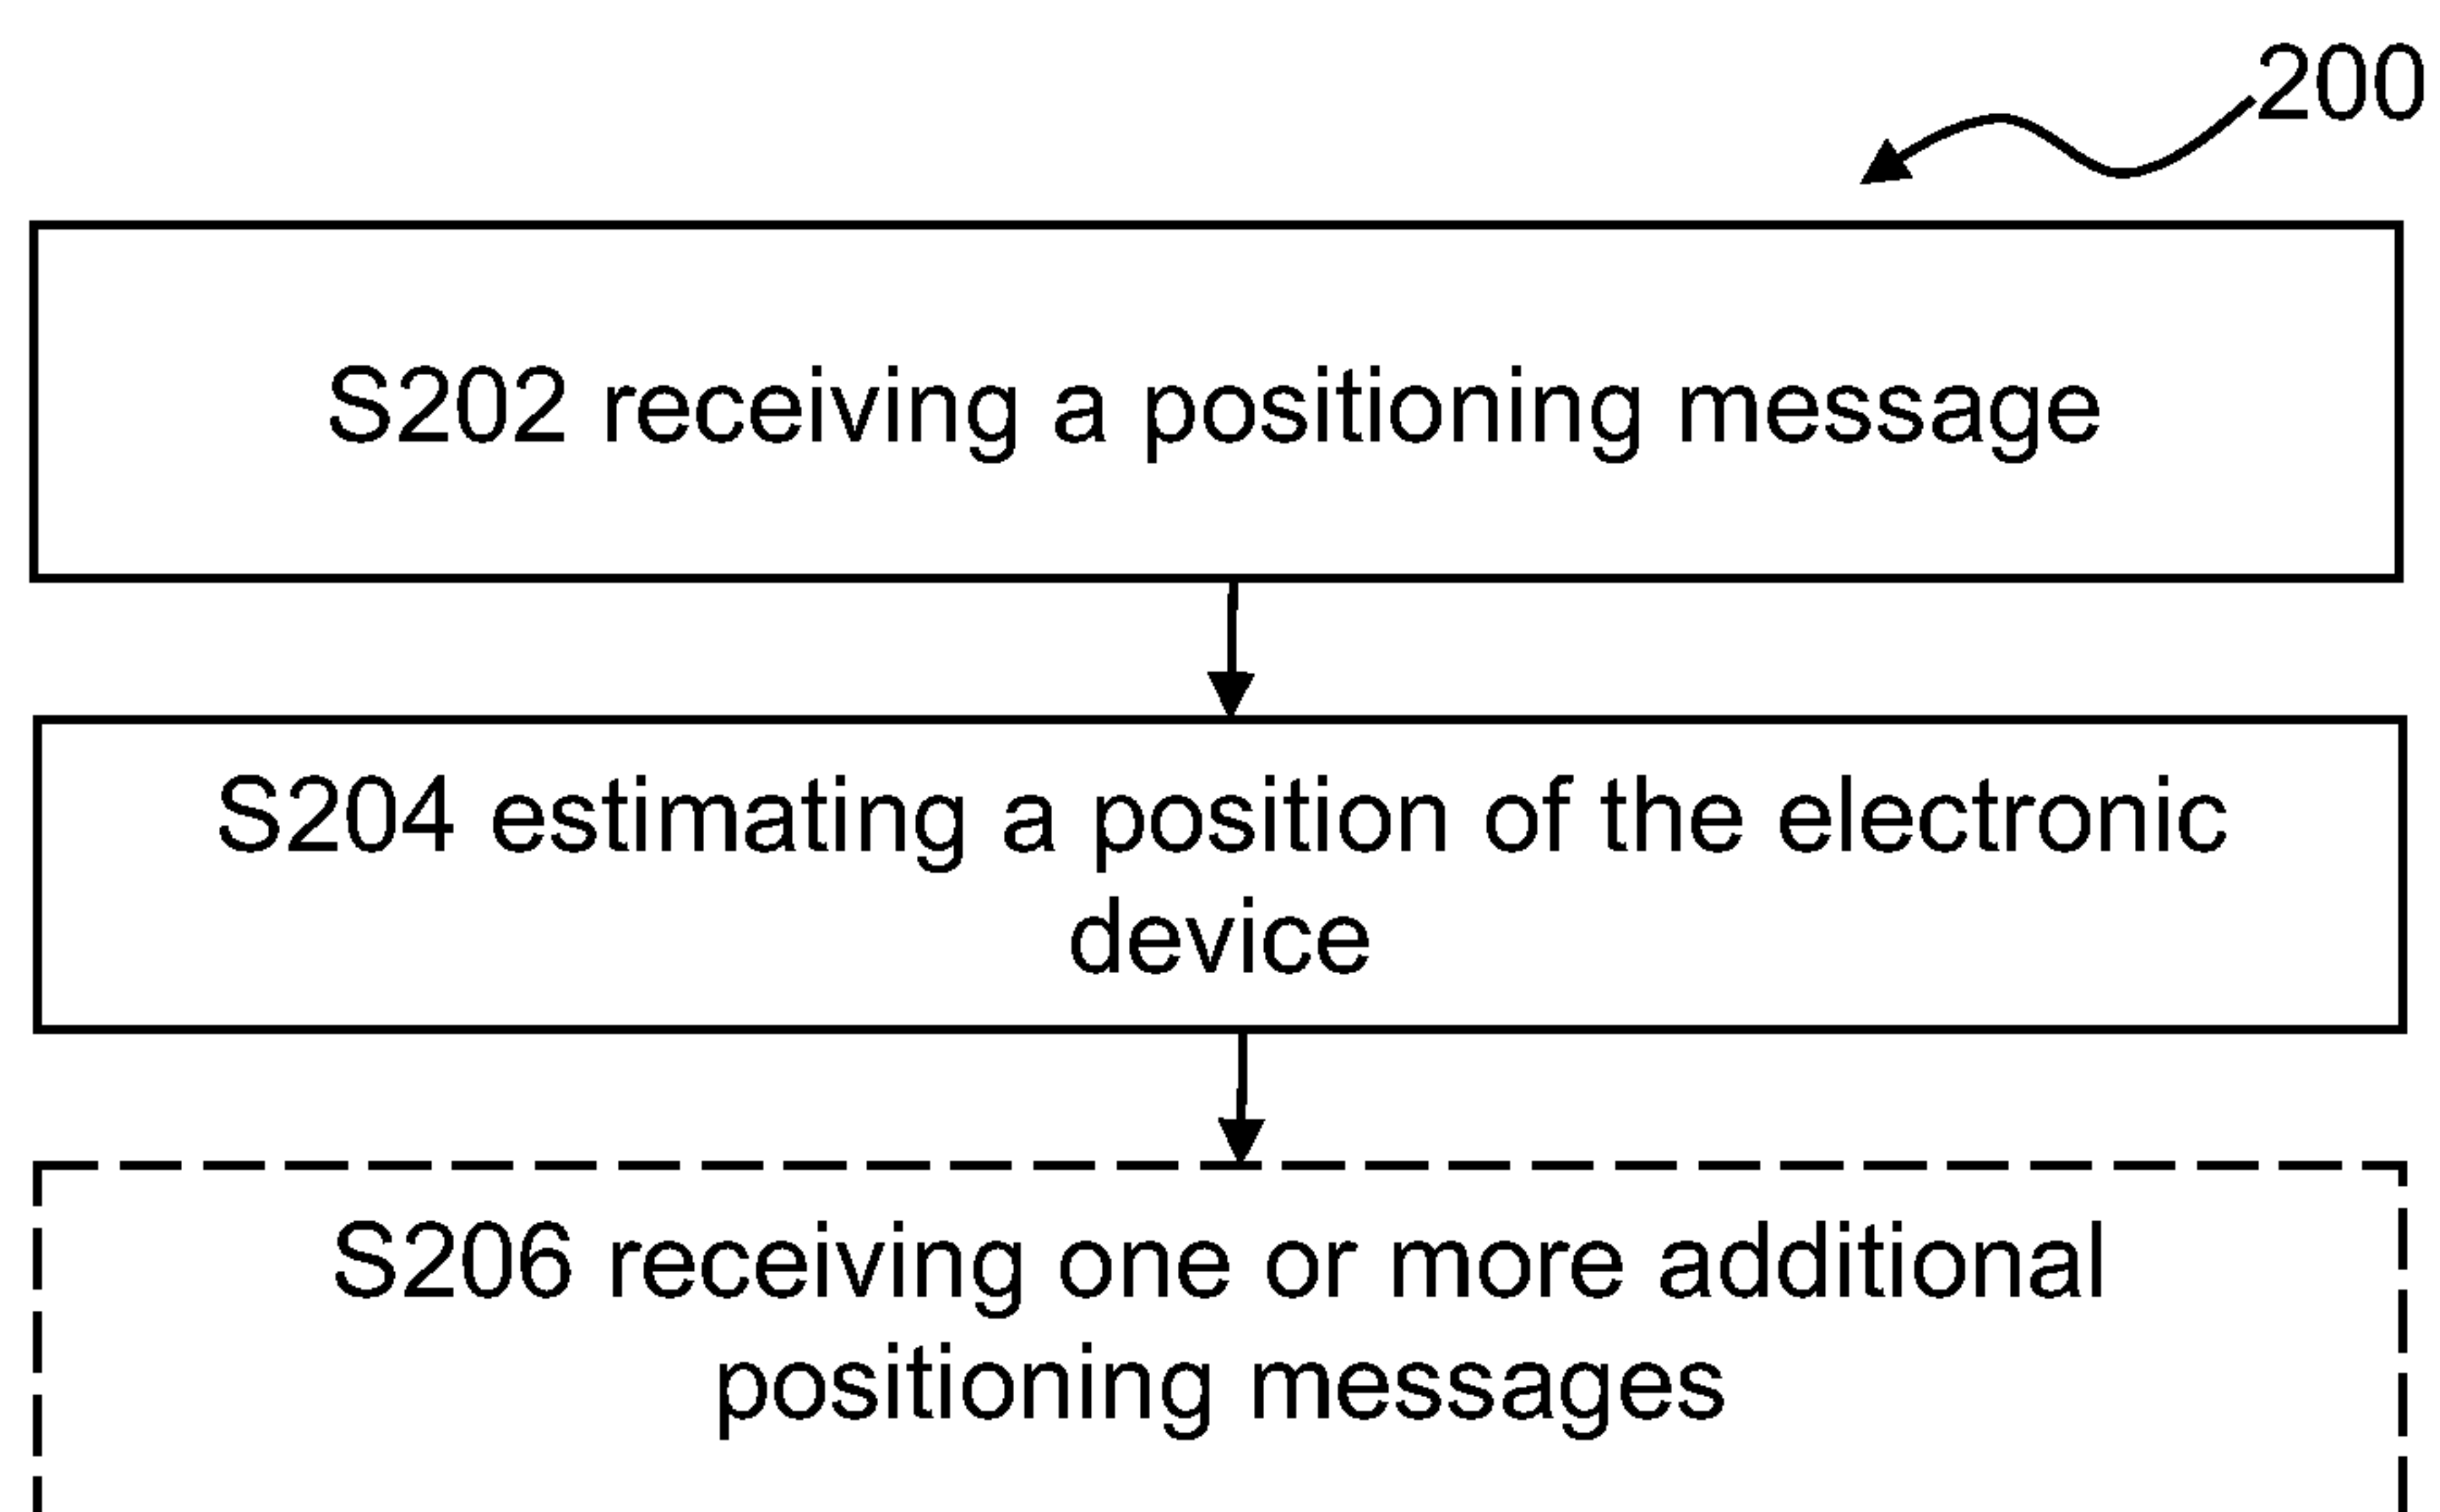 200
S202 receiving a positioning message
S204 estimating a position of the electronic
device
S206 receiving one or more additional
positioning messages